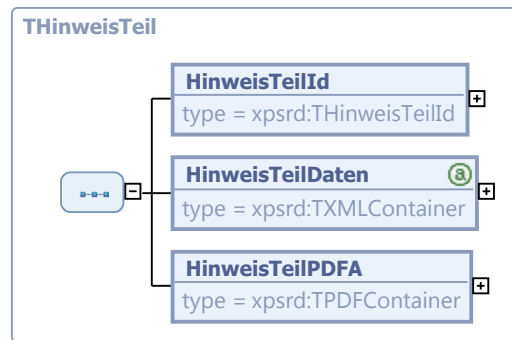 THinweisTeil
HinweisTeilId
type = xpsrd:THinweisTeilId
HinweisTeilDaten
a
type = xpsrd:TXMLContainer
HinweisTeilPDFA
type = xpsrd:TPDFContainer